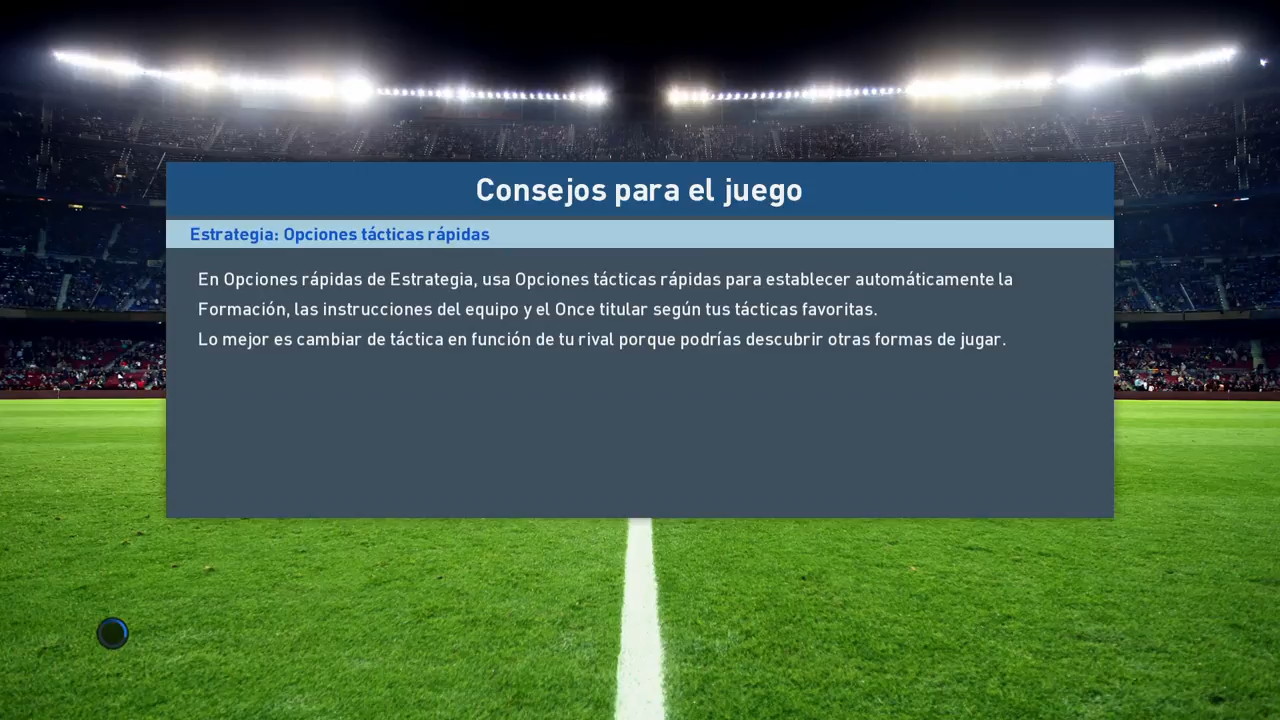 Consejos para el juego
Estrategia: Opciones tácticas rápidas
En Opciones rápidas de Estrategia, usa Opciones tácticas rápidas para establecer automáticamente la
Formación, las instrucciones del equipo y el Once titular según tus tácticas favoritas.
Lo mejor es cambiar de táctica en función de tu rival porque podrías descubrir otras formas de jugar.